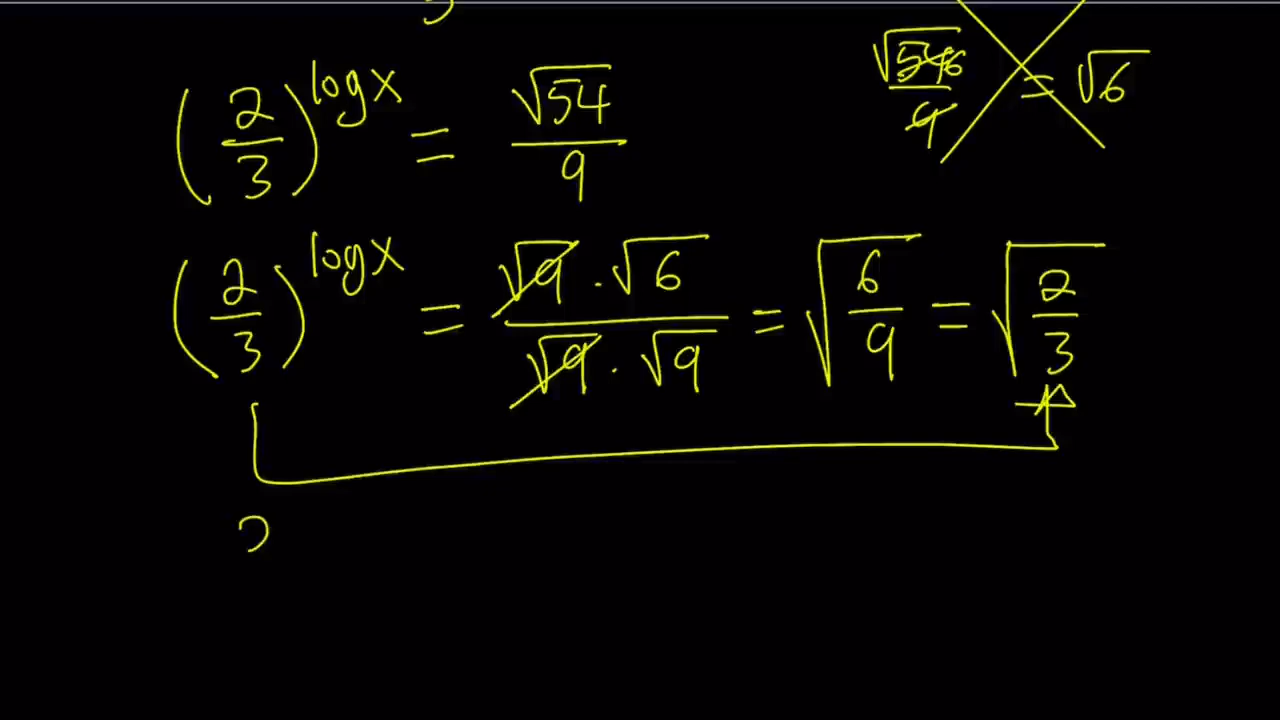 (2/3)^{log x} = √54/9
√54 6/9 = √6
(2/3)^{log x} = √9 · √6/√9 · √9 = √(6/9) = √(2/3)